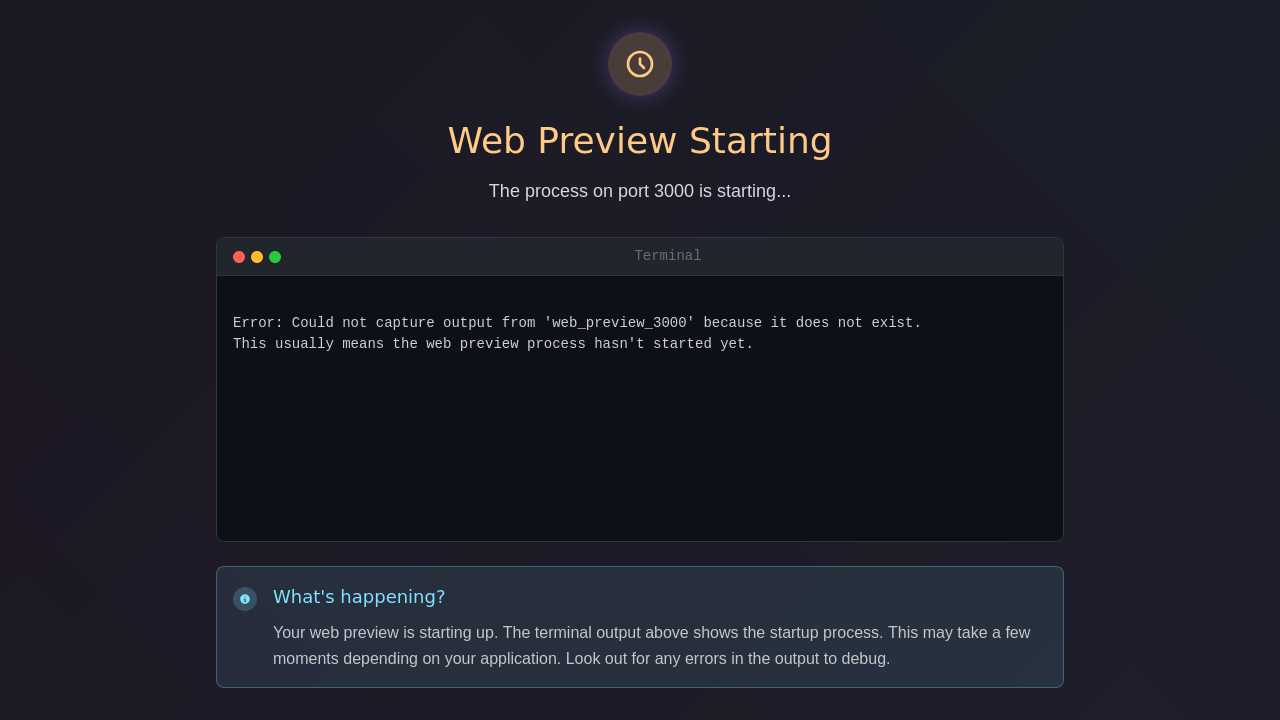 Web Preview Starting
The process on port 3000 is starting...
Terminal
Error: Could not capture output from 'web_preview_3000' because it does not exist.
This usually means the web preview process hasn't started yet.
What's happening?
Your web preview is starting up. The terminal output above shows the startup process. This may take a few
moments depending on your application. Look out for any errors in the output to debug.